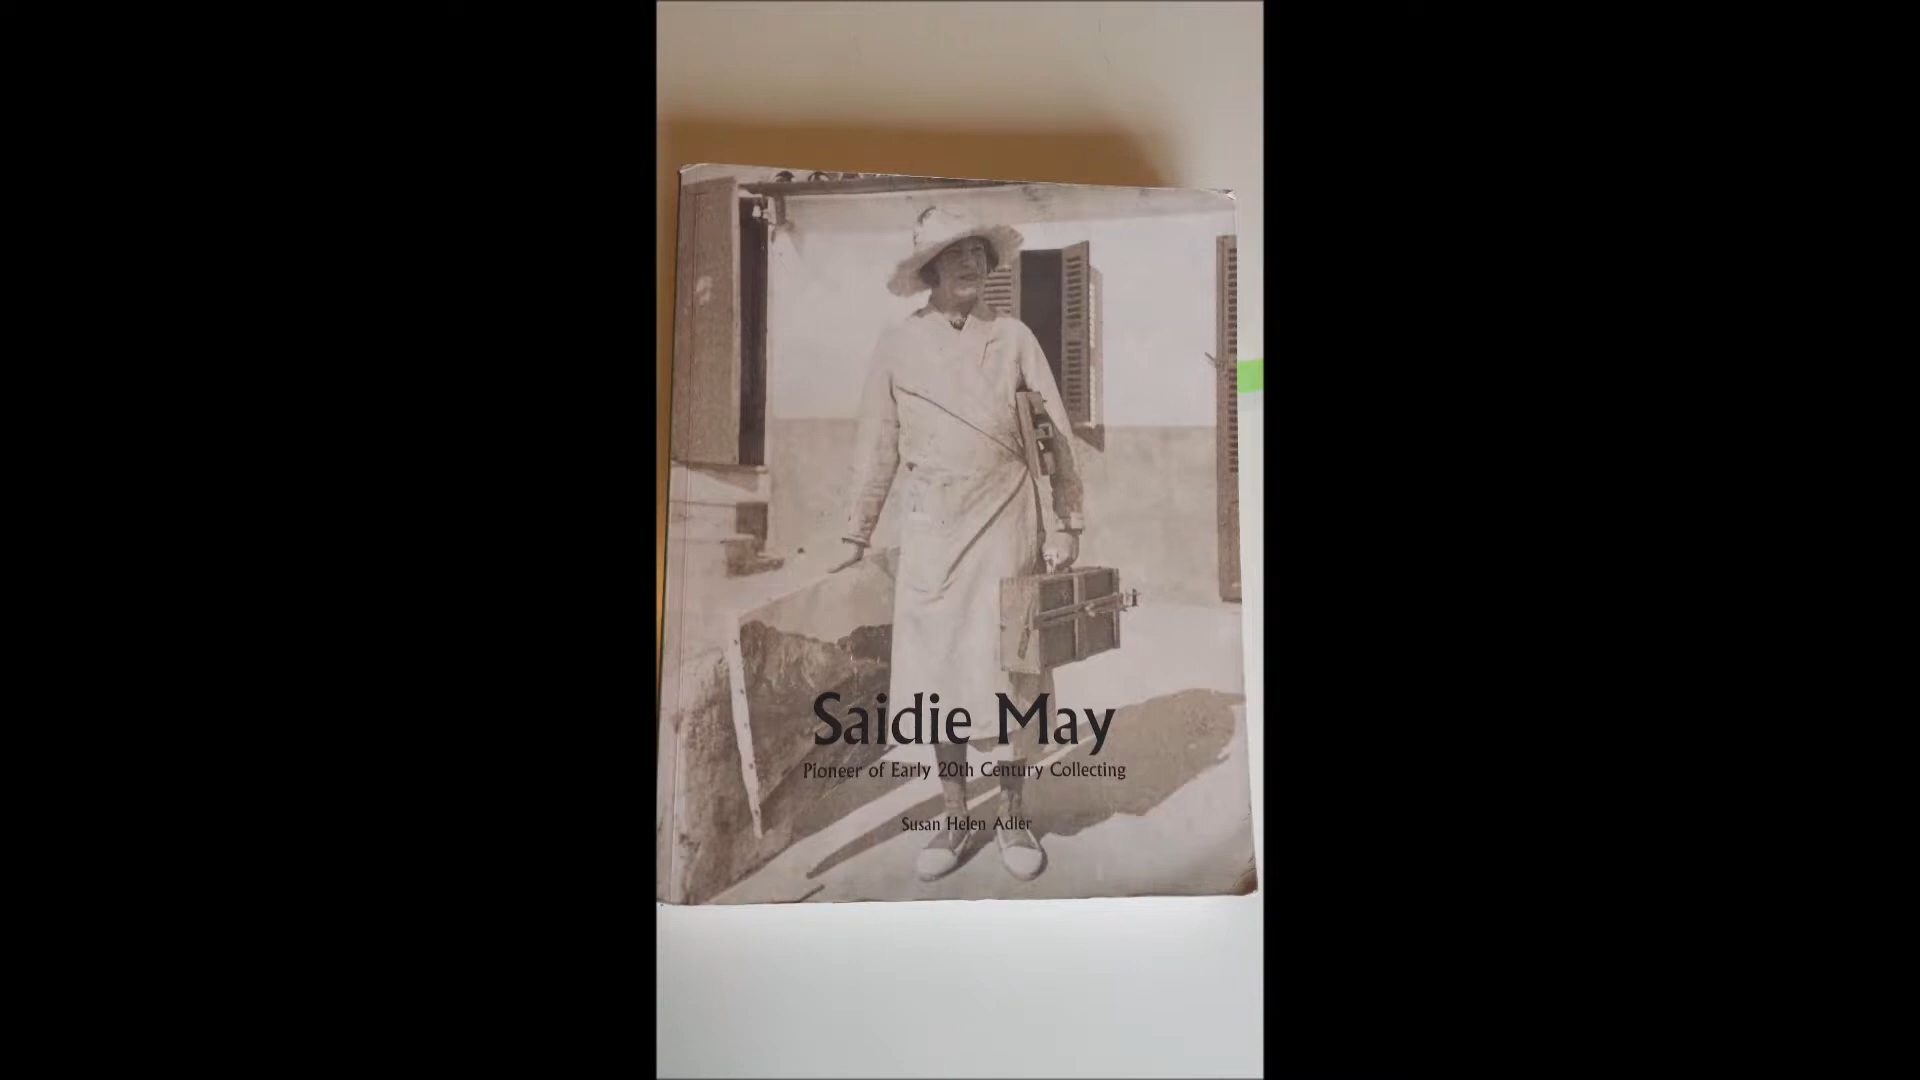 Saidie May
Pioneer of Early 20th Century Collecting
Susan Helen Adler